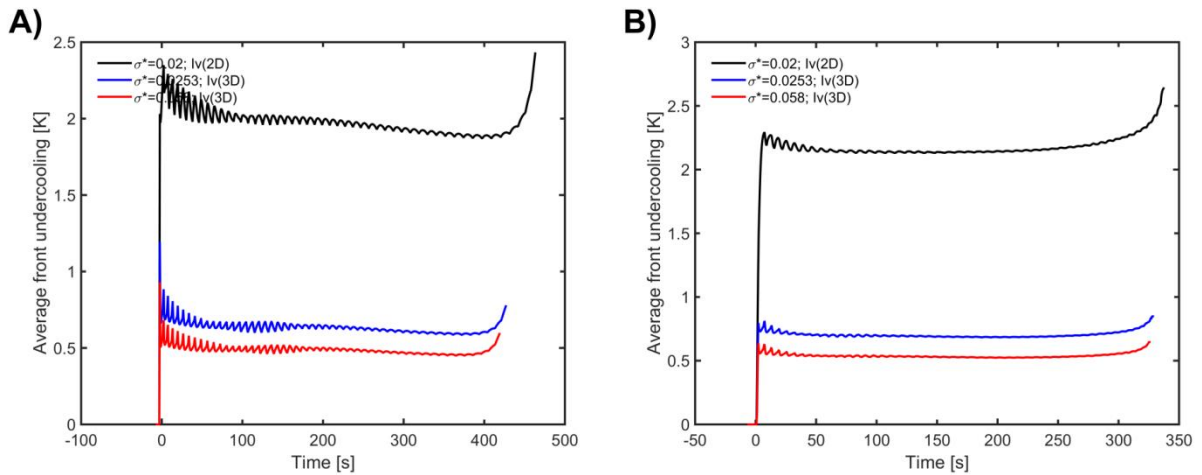 A)
B)
2.5
σ*=0.02; Iv(2D)
σ*=0.0253; Iv(3D)
Iv(3D)
2
1.5
1
0.5
0
Average front undercooling [K]
-100
0
100
200
300
400
500
Time [s]
3
σ*=0.02; Iv(2D)
σ*=0.0253; Iv(3D)
σ*=0.058; Iv(3D)
2.5
2
1.5
1
0.5
0
Average front undercooling [K]
-50
0
50
100
150
200
250
300
350
Time [s]